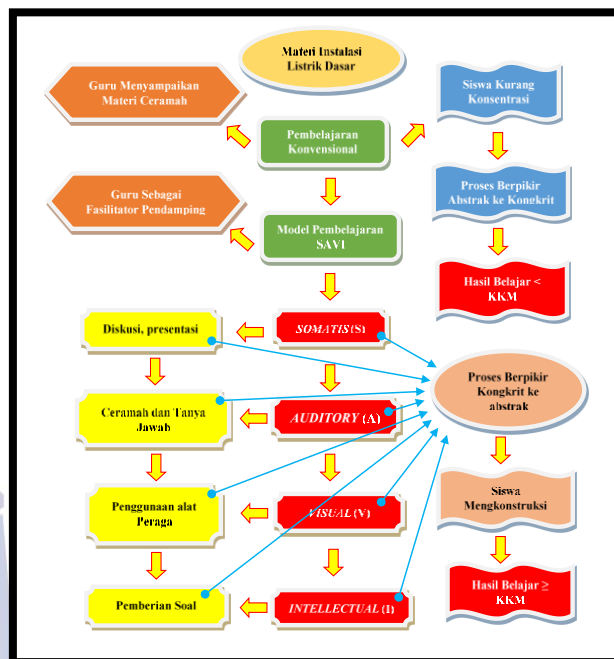 Materi Instalasi
Listrik Dasar
Guru Menyampaikan
Materi Ceramah
Siswa Kurang
Konsentrasi
Pembelajaran
Konvensional
Guru Sebagai
Fasilitator Pendamping
Proses Berpikir
Abstrak ke Kongkrit
Model Pembelajaran
SAVI
Hasil Belajar <
KKM
Diskusi, presentasi
SOMATIS (S)
Proses Berpikir
Kongkrit ke
abstrak
Ceramah dan Tanya
Jawab
AUDITORY (A)
Penggunaan alat
Peraga
VISUAL (V)
Siswa
Mengkonstruksi
Pemberian Soal
INTELLECTUAL (I)
Hasil Belajar ≥
KKM